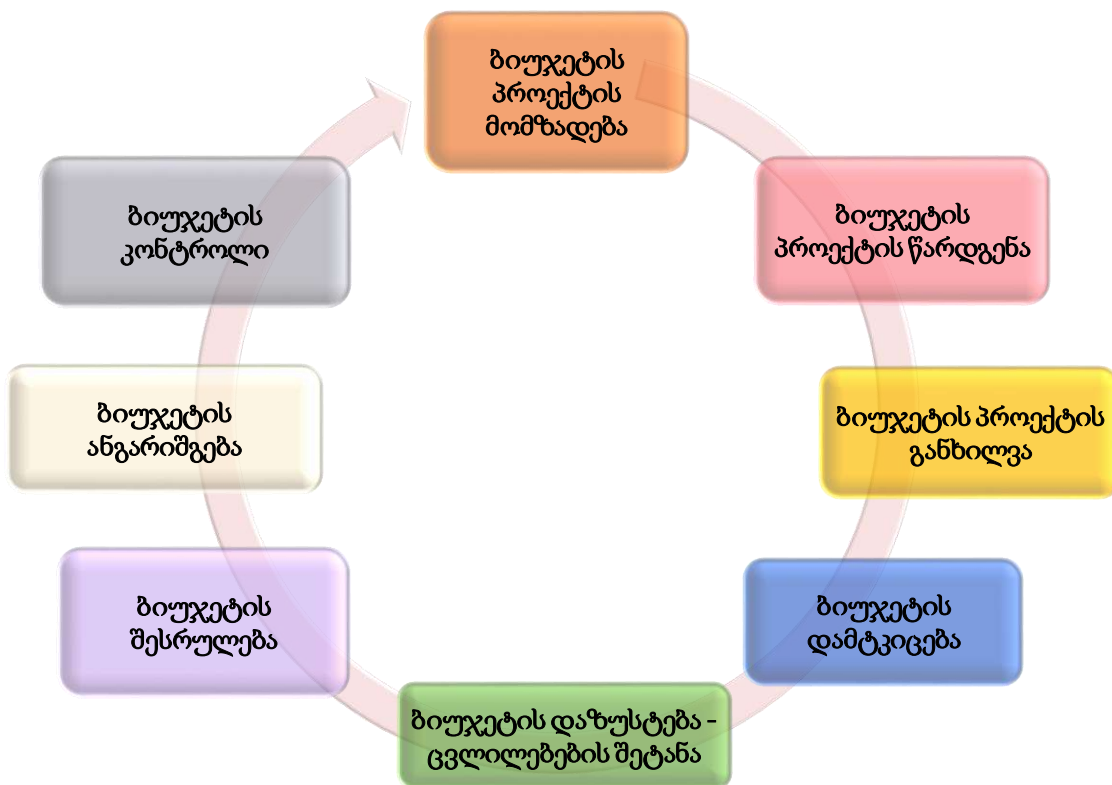 ბიუჯეტის
პროექტის
მომზადება
ბიუჯეტის
პროექტის წარდგენა
ბიუჯეტის პროექტის
განხილვა
ბიუჯეტის
დამტკიცება
ბიუჯეტის დაზუსტება –
ცვლილებების შეტანა
ბიუჯეტის
შესრულება
ბიუჯეტის
ანგარიშგება
ბიუჯეტის
კონტროლი